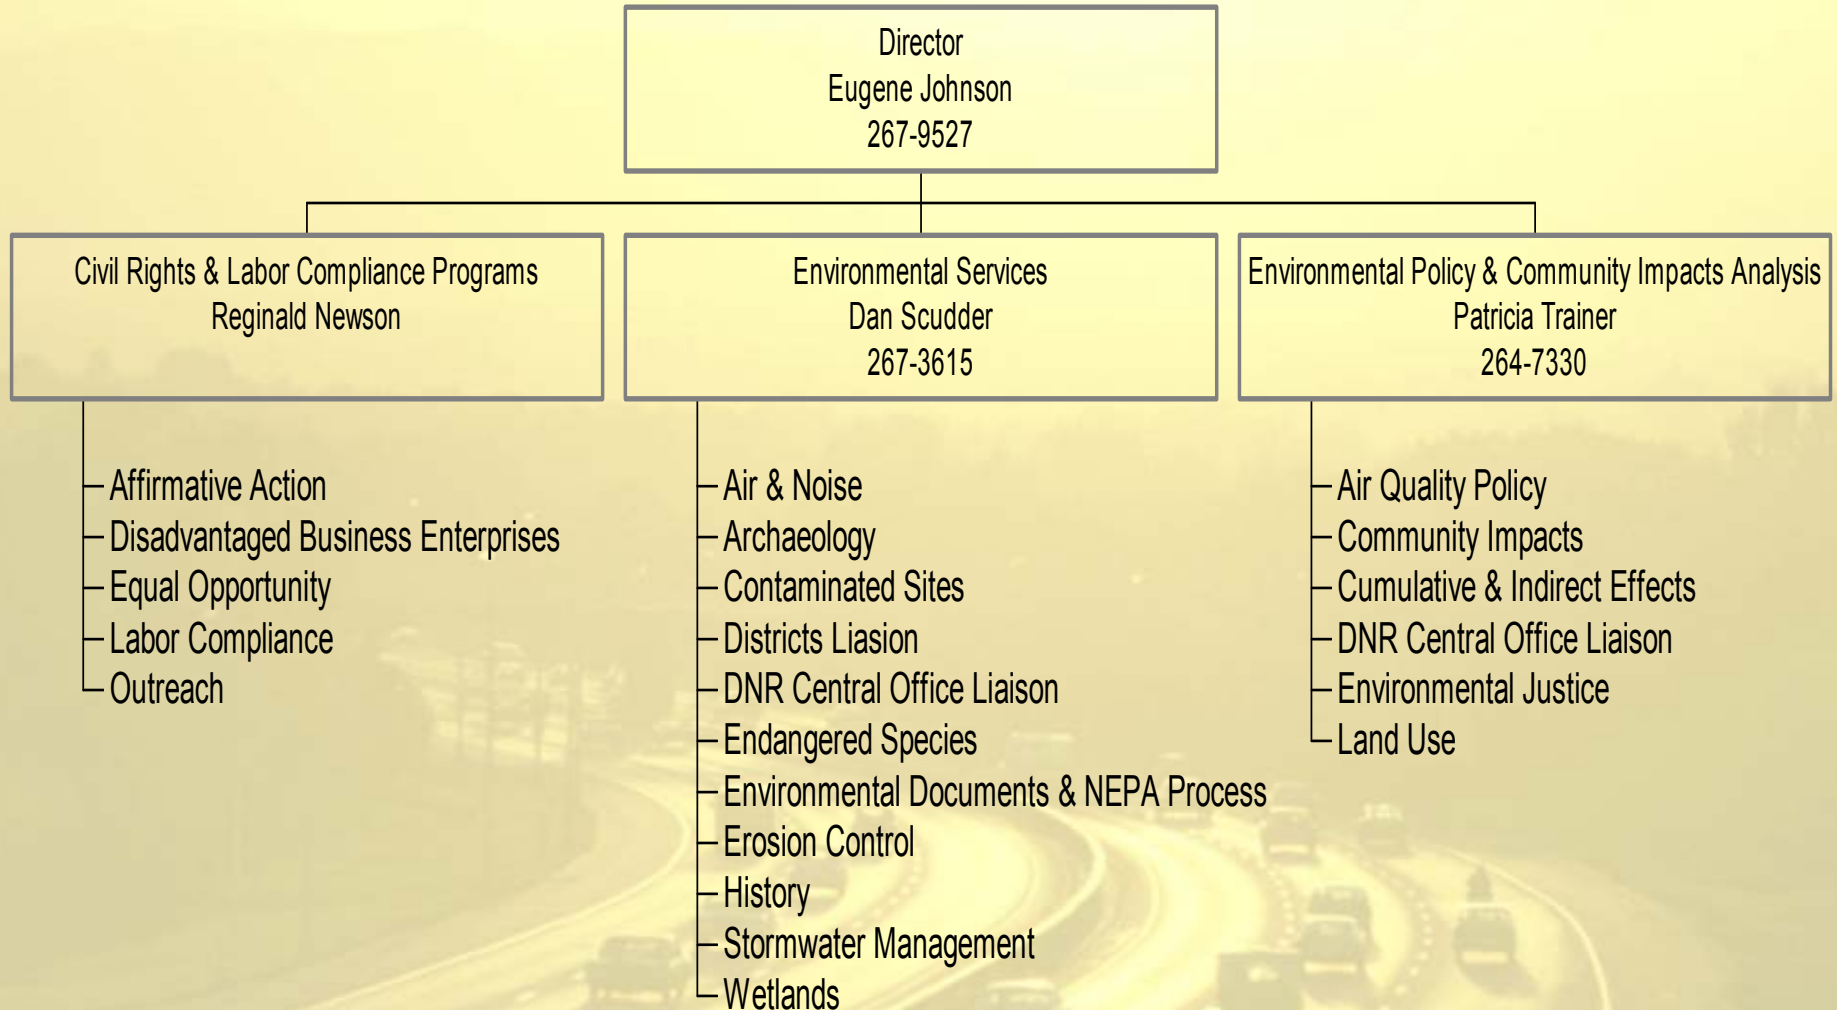 Director
Eugene Johnson
267-9527
Civil Rights & Labor Compliance Programs
Reginald Newson
Environmental Services
Dan Scudder
267-3615
Environmental Policy & Community Impacts Analysis
Patricia Trainer
264-7330
Affirmative Action
Disadvantaged Business Enterprises
Equal Opportunity
Labor Compliance
Outreach
Air & Noise
Archaeology
Contaminated Sites
Districts Liasion
DNR Central Office Liaison
Endangered Species
Environmental Documents & NEPA Process
Erosion Control
History
Stormwater Management
Wetlands
Air Quality Policy
Community Impacts
Cumulative & Indirect Effects
DNR Central Office Liaison
Environmental Justice
Land Use